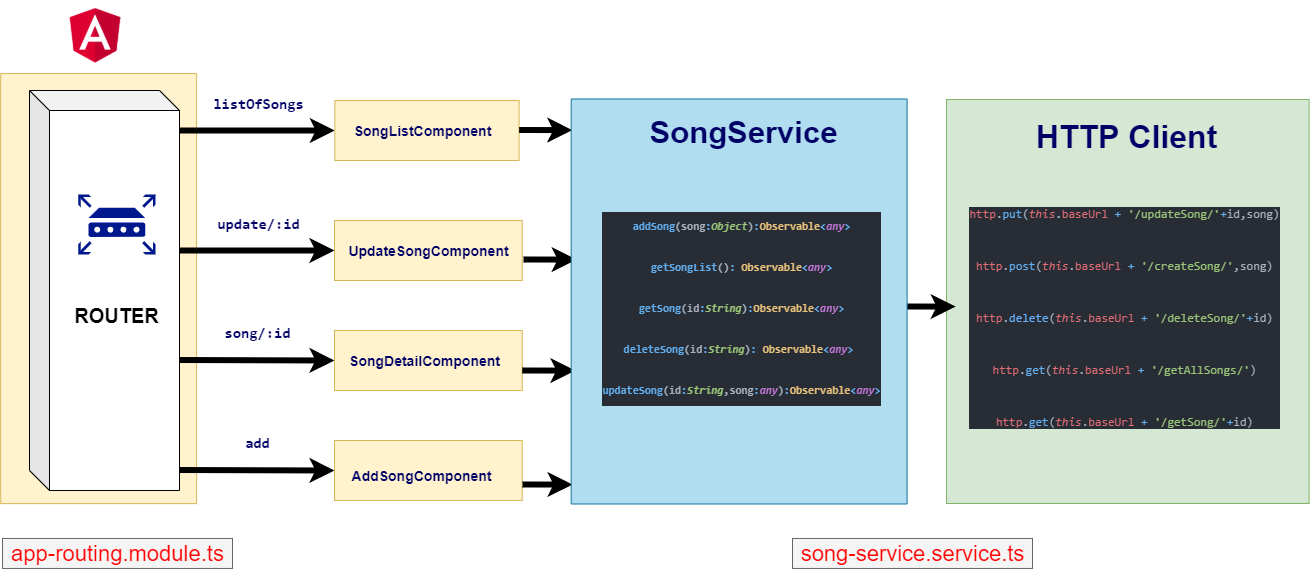 A
listOfSongs
SongListComponent
update/:id
UpdateSongComponent
ROUTER
song/:id
SongDetailComponent
add
AddSongComponent
SongService
addSong(song:Object):Observable<any>
getSongList(): Observable<any>
getSong(id:String):Observable<any>
deleteSong(id:String): Observable<any>
updateSong(id:String,song:any):Observable<any>
HTTP Client
http.put(this.baseUrl + '/updateSong/'+id,song)
http.post(this.baseUrl + '/createSong/',song)
http.delete(this.baseUrl + '/deleteSong/'+id)
http.get(this.baseUrl + '/getAllSongs/')
http.get(this.baseUrl + '/getSong/'+id)
app-routing.module.ts
song-service.service.ts